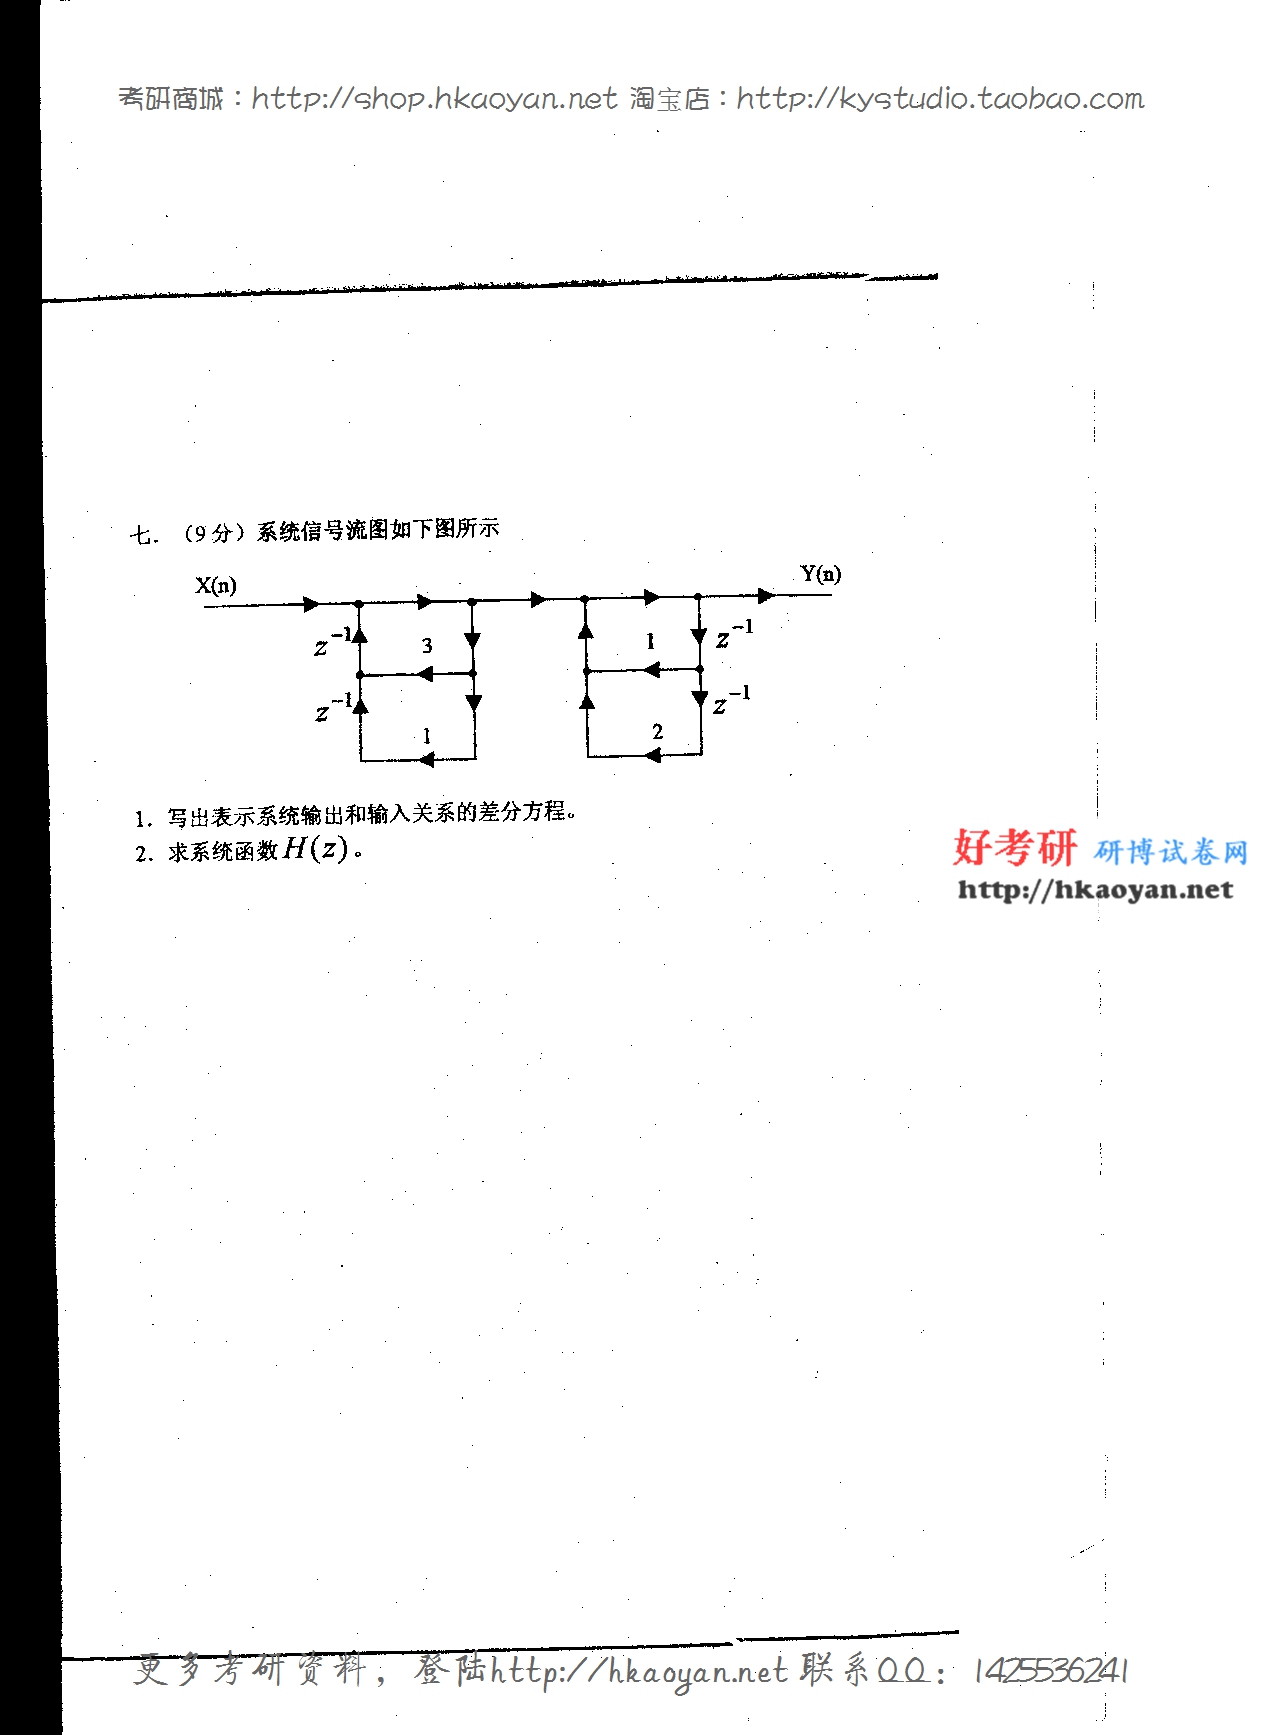 考研商城：http://shop.hkaoyan.net 淘宝店：http://kystudio.taobao.com
七．（9 分）系统信号流图如下图所示
X(n) Y(n)
z⁻¹ 3 1 z⁻¹
z⁻¹ 1 2 z⁻¹
1．写出表示系统输出和输入关系的差分方程。
2．求系统函数 H(z)。
好考研 研博试卷网
http://hkaoyan.net
更多考研资料，登陆http://hkaoyan.net 联系QQ：1425536241